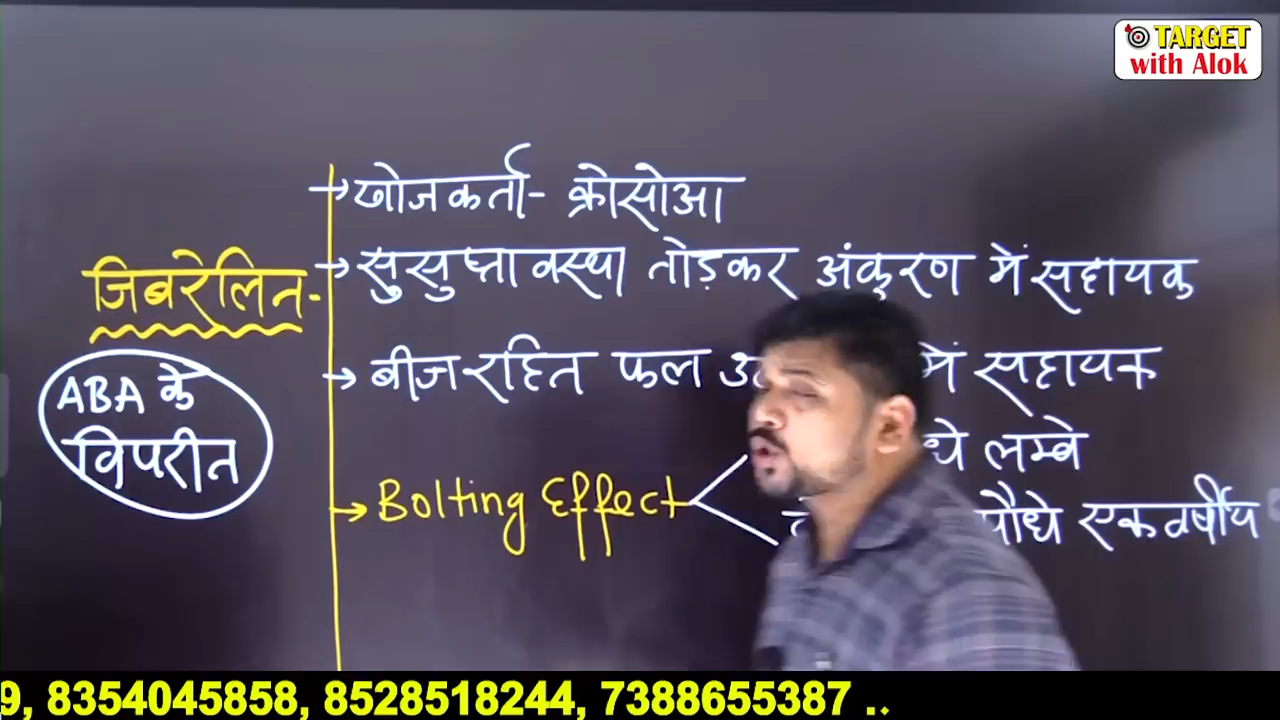 TARGET
with Alok
खोजकर्ता- क्रोसोआ
जिबरेलिन-
सुसुप्तावस्था तोड़कर अंकुरण में सहायक
बीजरहित फल में सहायक
ABA के
विपरीत
लम्बे
Bolting Effect
पौधे एकवर्षीय
9, 8354045858, 8528518244, 7388655387 ..